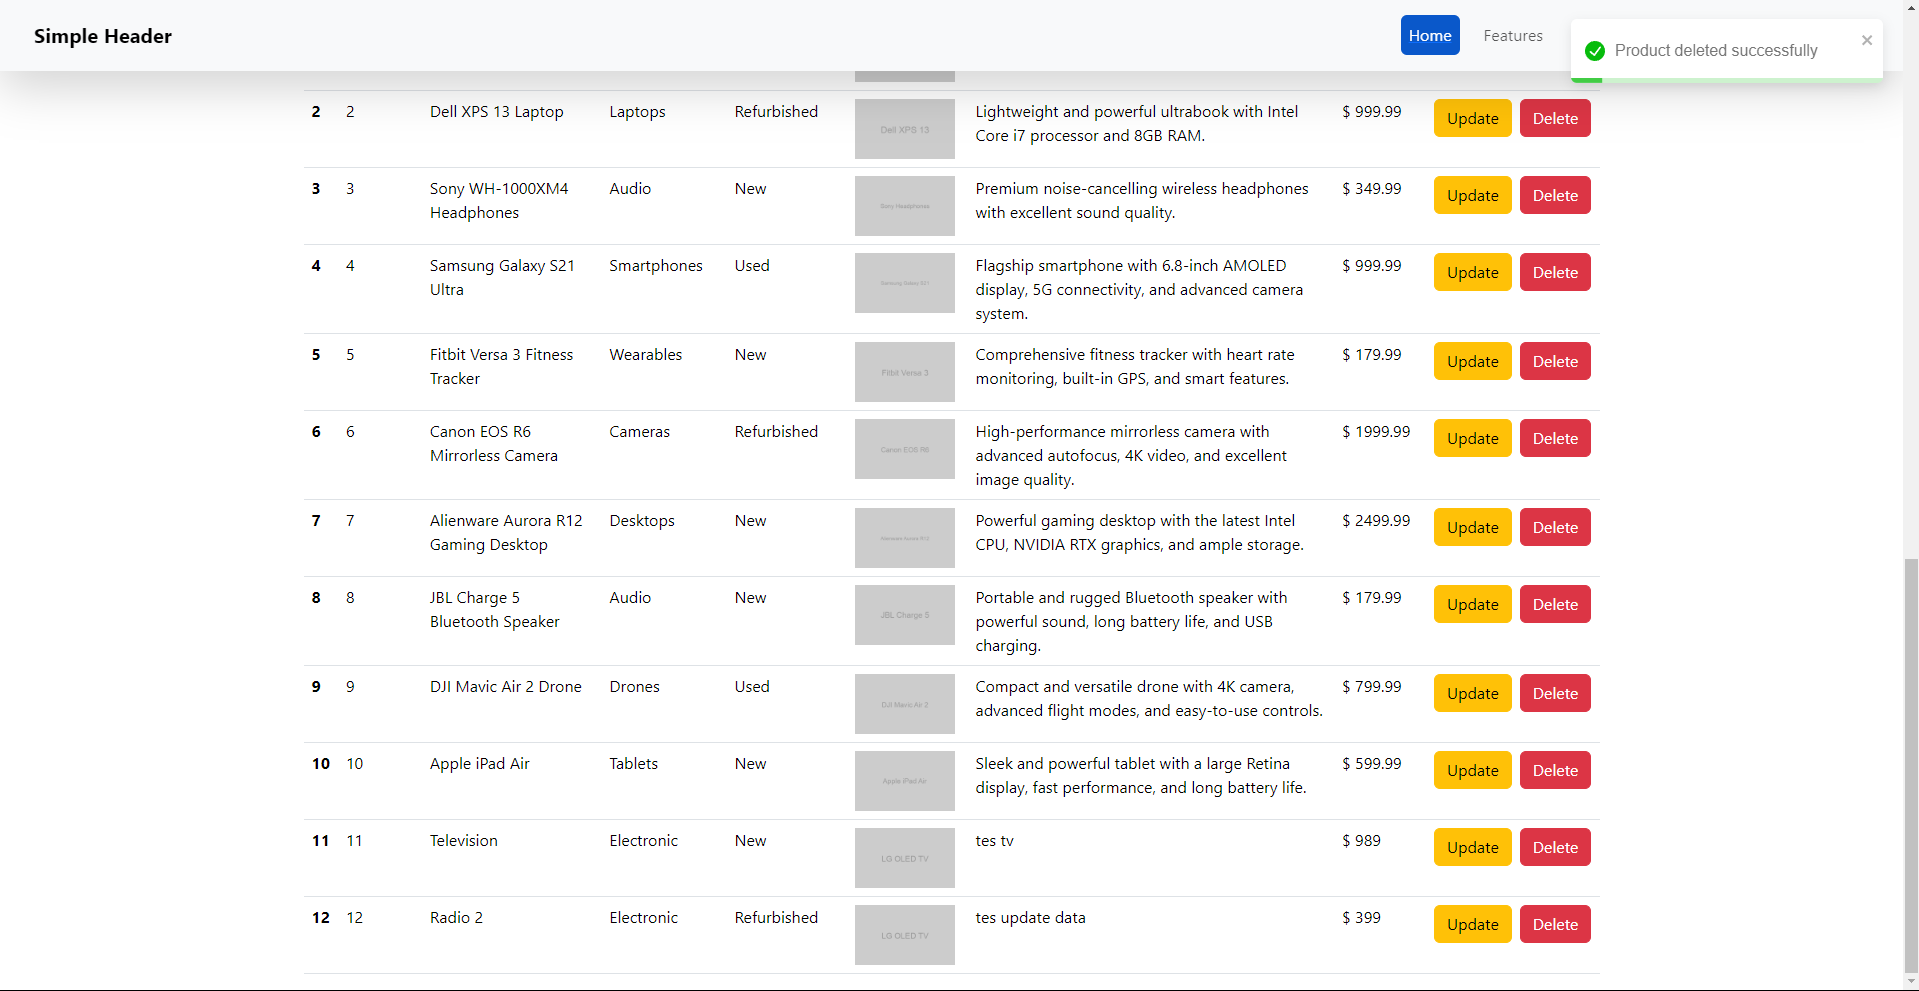 Simple Header
Home
Features
Product deleted successfully
2 2 Dell XPS 13 Laptop Laptops Refurbished Dell XPS 13 Lightweight and powerful ultrabook with Intel $ 999.99 Update Delete
Core i7 processor and 8GB RAM.
3 3 Sony WH-1000XM4 Audio New Sony Headphones Premium noise-cancelling wireless headphones $ 349.99 Update Delete
Headphones with excellent sound quality.
4 4 Samsung Galaxy S21 Smartphones Used Samsung Galaxy S21 Flagship smartphone with 6.8-inch AMOLED $ 999.99 Update Delete
Ultra display, 5G connectivity, and advanced camera
system.
5 5 Fitbit Versa 3 Fitness Wearables New Fitbit Versa 3 Comprehensive fitness tracker with heart rate $ 179.99 Update Delete
Tracker monitoring, built-in GPS, and smart features.
6 6 Canon EOS R6 Cameras Refurbished Canon EOS R6 High-performance mirrorless camera with $ 1999.99 Update Delete
Mirrorless Camera advanced autofocus, 4K video, and excellent
image quality.
7 7 Alienware Aurora R12 Desktops New Alienware Aurora R12 Powerful gaming desktop with the latest Intel $ 2499.99 Update Delete
Gaming Desktop CPU, NVIDIA RTX graphics, and ample storage.
8 8 JBL Charge 5 Audio New JBL Charge 5 Portable and rugged Bluetooth speaker with $ 179.99 Update Delete
Bluetooth Speaker powerful sound, long battery life, and USB
charging.
9 9 DJI Mavic Air 2 Drone Drones Used DJI Mavic Air 2 Compact and versatile drone with 4K camera, $ 799.99 Update Delete
advanced flight modes, and easy-to-use controls.
10 10 Apple iPad Air Tablets New Apple iPad Air Sleek and powerful tablet with a large Retina $ 599.99 Update Delete
display, fast performance, and long battery life.
11 11 Television Electronic New LG OLED TV tes tv $ 989 Update Delete
12 12 Radio 2 Electronic Refurbished LG OLED TV tes update data $ 399 Update Delete